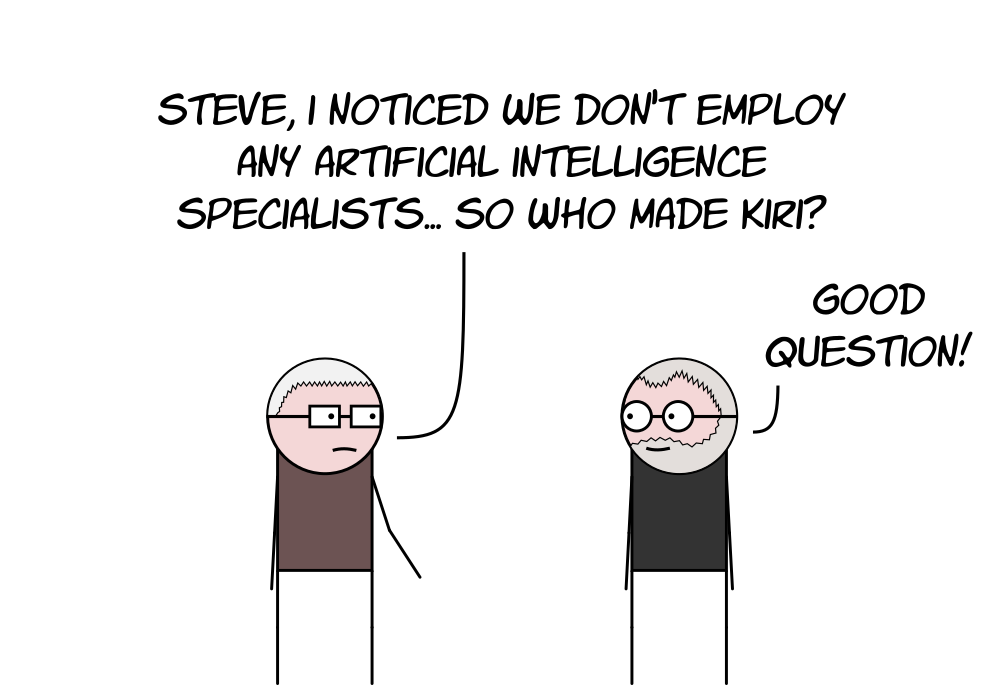 STEVE, I NOTICED WE DON'T EMPLOY
ANY ARTIFICIAL INTELLIGENCE
SPECIALISTS... SO WHO MADE KIRI?
GOOD
QUESTION!